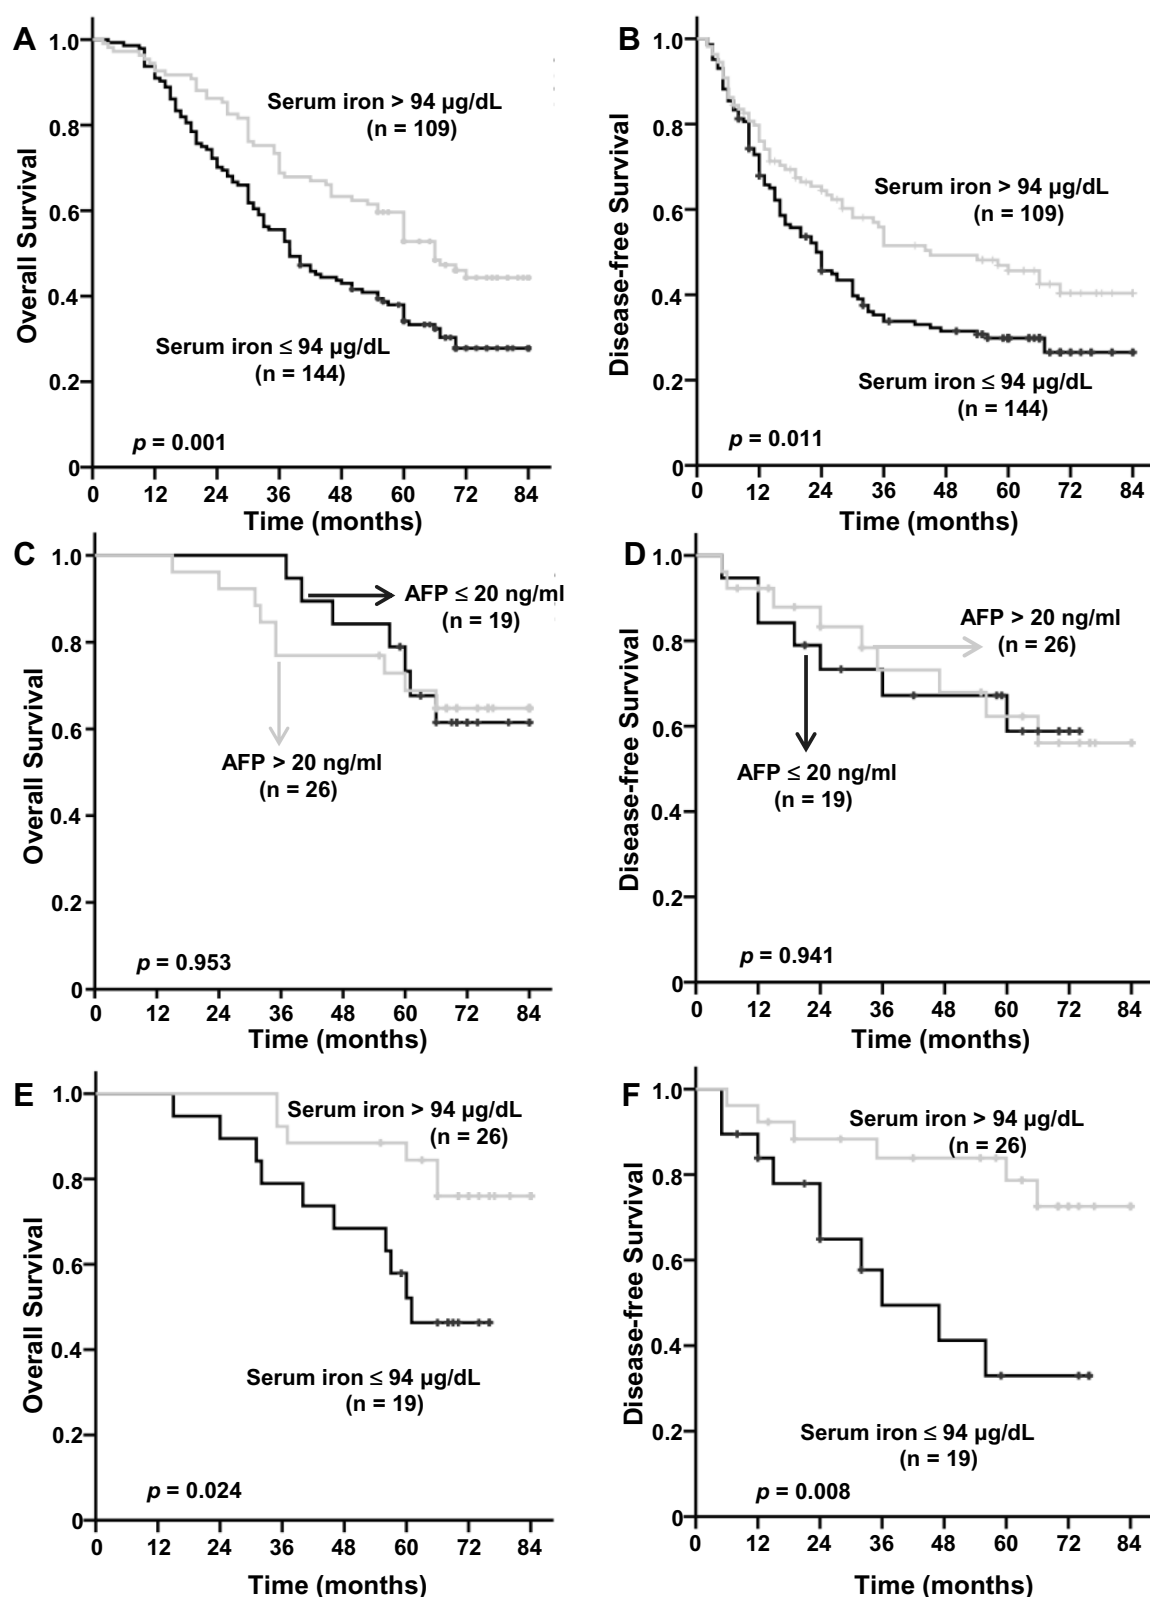 A
Overall Survival
1.0
0.8
0.6
0.4
0.2
0
Serum iron > 94 µg/dL
(n = 109)
Serum iron ≤ 94 µg/dL
(n = 144)
p = 0.001
0 12 24 36 48 60 72 84
Time (months)
B
Disease-free Survival
1.0
0.8
0.6
0.4
0.2
0
Serum iron > 94 µg/dL
(n = 109)
Serum iron ≤ 94 µg/dL
(n = 144)
p = 0.011
0 12 24 36 48 60 72 84
Time (months)
C
Overall Survival
1.0
0.8
0.6
0.4
0.2
0
AFP ≤ 20 ng/ml
(n = 19)
AFP > 20 ng/ml
(n = 26)
p = 0.953
0 12 24 36 48 60 72 84
Time (months)
D
Disease-free Survival
1.0
0.8
0.6
0.4
0.2
0
AFP > 20 ng/ml
(n = 26)
AFP ≤ 20 ng/ml
(n = 19)
p = 0.941
0 12 24 36 48 60 72 84
Time (months)
E
Overall Survival
1.0
0.8
0.6
0.4
0.2
0
Serum iron > 94 µg/dL
(n = 26)
Serum iron ≤ 94 µg/dL
(n = 19)
p = 0.024
0 12 24 36 48 60 72 84
Time (months)
F
Disease-free Survival
1.0
0.8
0.6
0.4
0.2
0
Serum iron > 94 µg/dL
(n = 26)
Serum iron ≤ 94 µg/dL
(n = 19)
p = 0.008
0 12 24 36 48 60 72 84
Time (months)